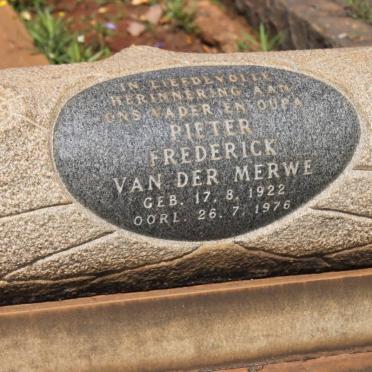 IN LIEFDEVOLLE
HERINNERING AAN
ONS VADER EN OUPA
PIETER
FREDERICK
VAN DER MERWE
GEB. 17. 8. 1922
OORL. 26. 7. 1976